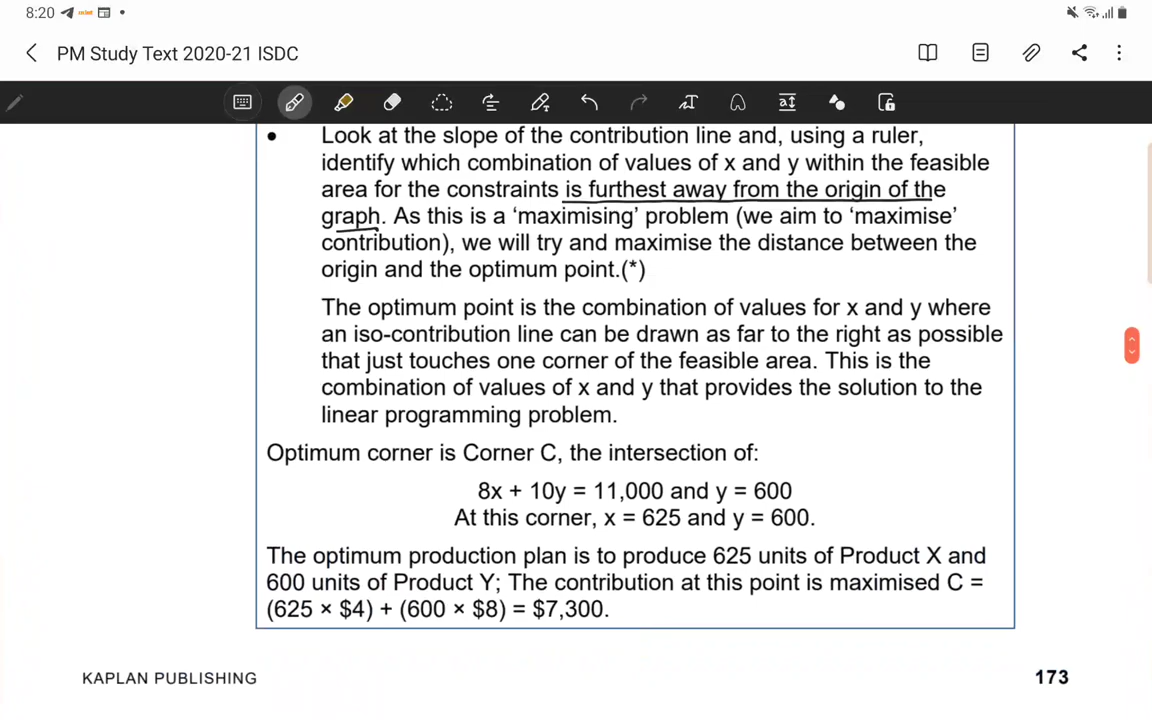 8:20
PM Study Text 2020-21 ISDC
• Look at the slope of the contribution line and, using a ruler,
identify which combination of values of x and y within the feasible
area for the constraints is furthest away from the origin of the
graph. As this is a ‘maximising’ problem (we aim to ‘maximise’
contribution), we will try and maximise the distance between the
origin and the optimum point.(*)
The optimum point is the combination of values for x and y where
an iso-contribution line can be drawn as far to the right as possible
that just touches one corner of the feasible area. This is the
combination of values of x and y that provides the solution to the
linear programming problem.
Optimum corner is Corner C, the intersection of:
8x + 10y = 11,000 and y = 600
At this corner, x = 625 and y = 600.
The optimum production plan is to produce 625 units of Product X and
600 units of Product Y; The contribution at this point is maximised C =
(625 × $4) + (600 × $8) = $7,300.
KAPLAN PUBLISHING
173